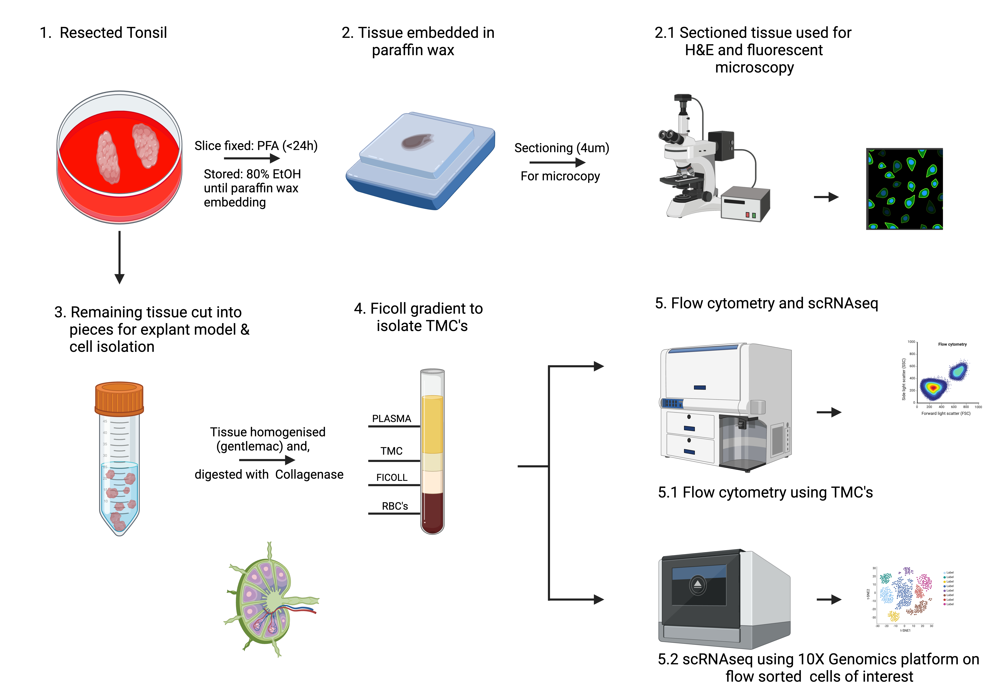 1. Resected Tonsil
2. Tissue embedded in
paraffin wax
2.1 Sectioned tissue used for
H&E and fluorescent
microscopy
Slice fixed: PFA (<24h)
Stored: 80% EtOH
until paraffin wax
embedding
Sectioning (4um)
For microcopy
3. Remaining tissue cut into
pieces for explant model &
cell isolation
45
40
35
30
25
20
15
10
Tissue homogenised
(gentlemac) and,
digested with Collagenase
4. Ficoll gradient to
isolate TMC's
PLASMA
TMC
FICOLL
RBC's
5. Flow cytometry and scRNAseq
Flow cytometry
Side light scatter (SSC)
1000
800
600
400
200
0
0 200 400 600 800 1000
Forward light scatter (FSC)
5.1 Flow cytometry using TMC's
t-SNE2
30
20
10
0
-10
-20
-30
-30 -20 -10 0 10 20 30
t-SNE1
Label
Label
Label
Label
Label
Label
Label
Label
5.2 scRNAseq using 10X Genomics platform on
flow sorted cells of interest